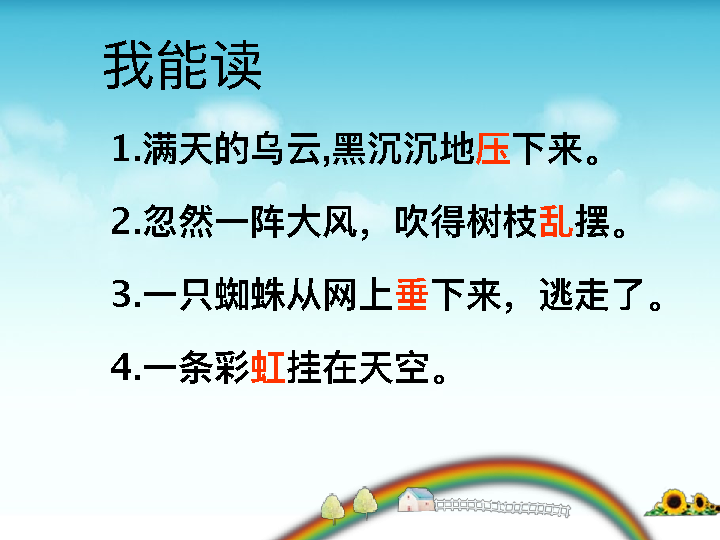 我能读
1.满天的乌云,黑沉沉地压下来。
2.忽然一阵大风，吹得树枝乱摆。
3.一只蜘蛛从网上垂下来，逃走了。
4.一条彩虹挂在天空。